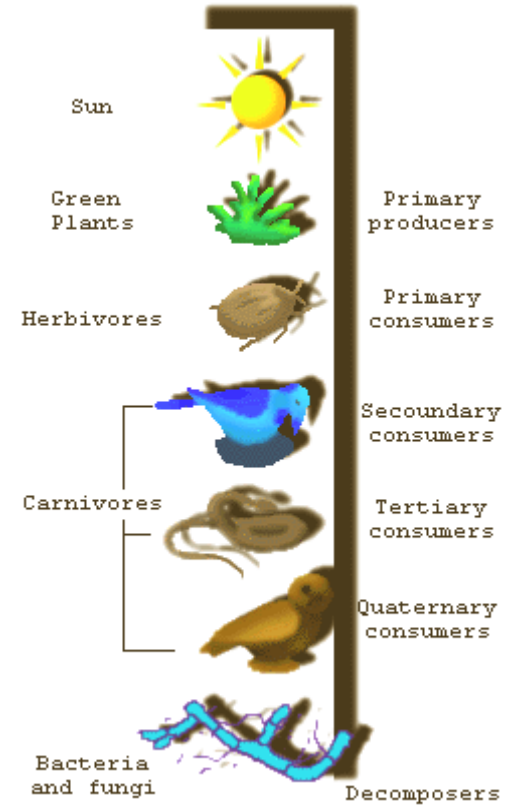 Sun
Green
Plants
Primary
producers
Herbivores
Primary
consumers
Secoundary
consumers
Carnivores
Tertiary
consumers
Quaternary
consumers
Bacteria
and fungi
Decomposers